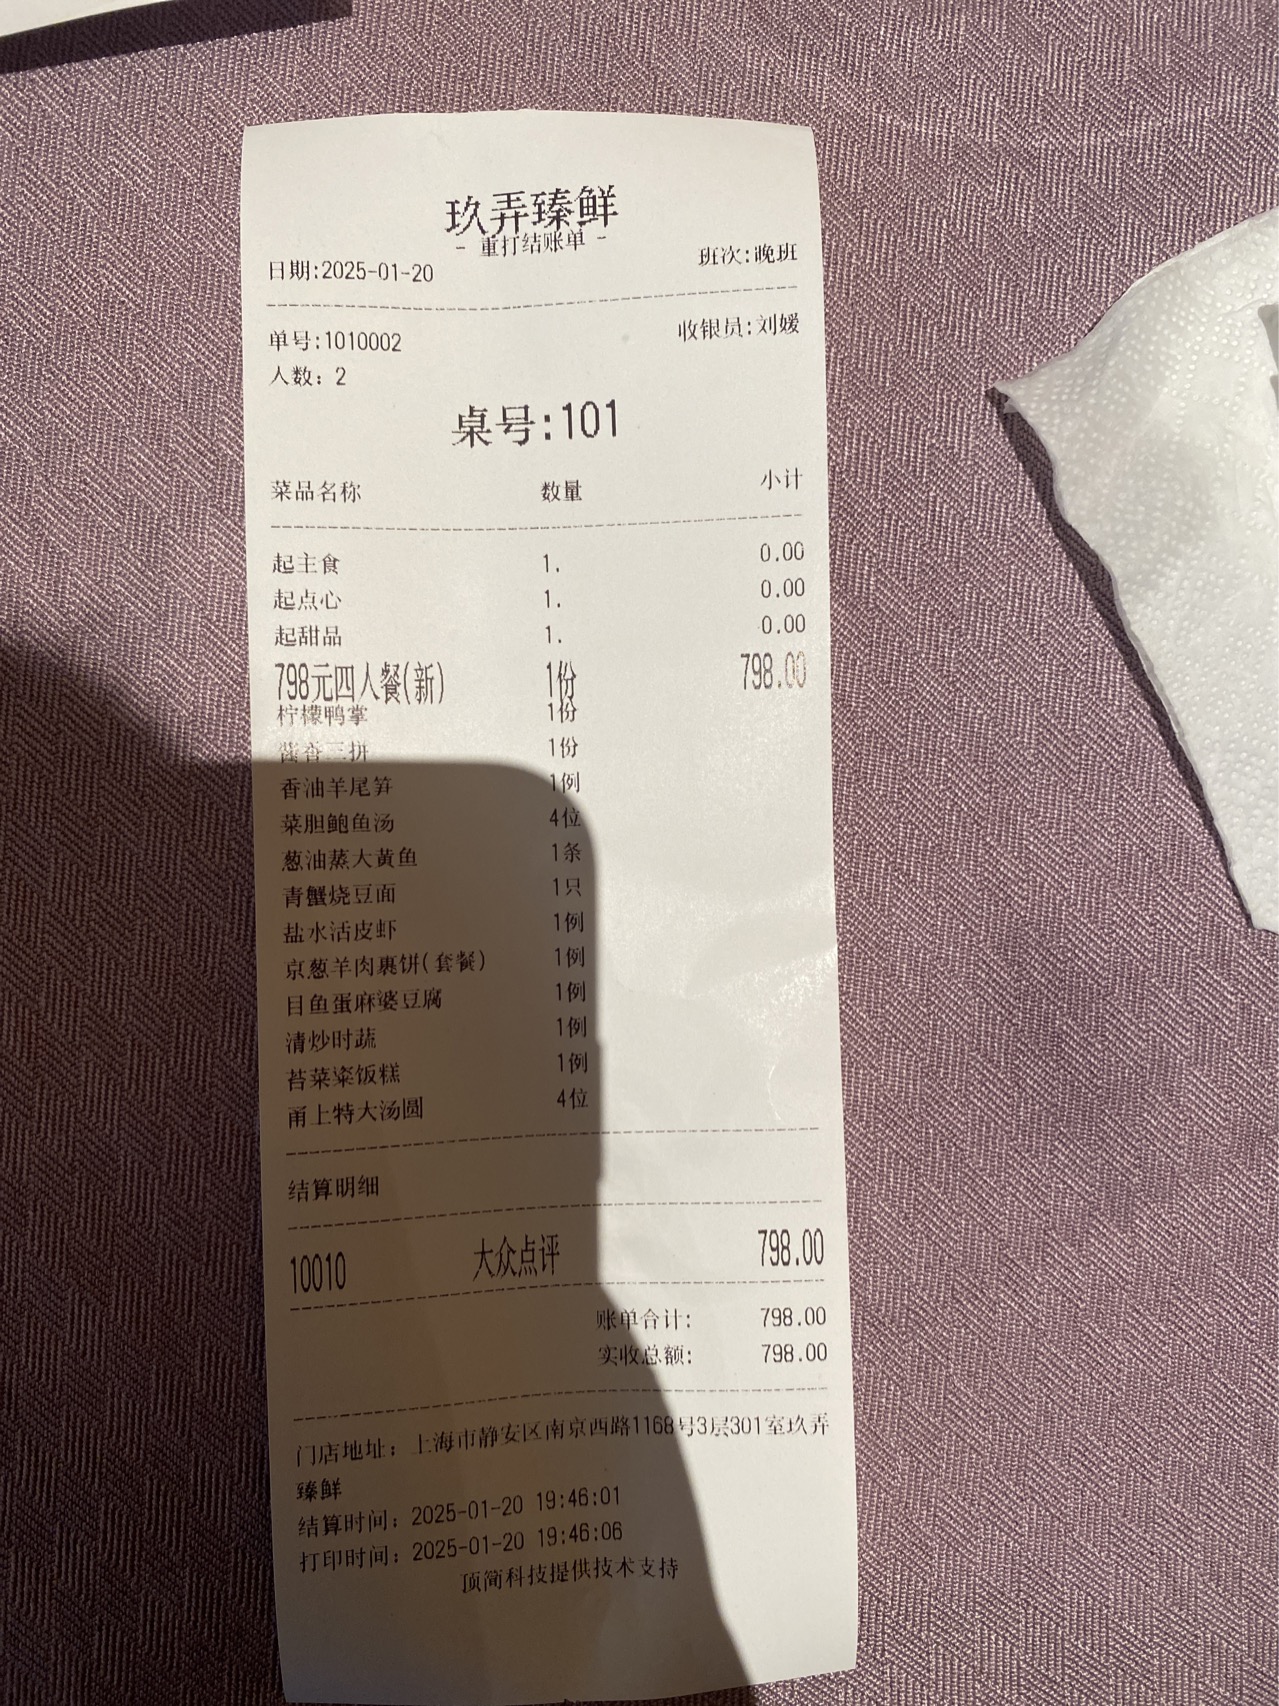 玖弄臻鲜
- 重打结账单 -
日期:2025-01-20 班次:晚班
单号:1010002 收银员:刘媛
人数: 2
桌号:101
菜品名称 数量 小计
起主食 1. 0.00
起点心 1. 0.00
起甜品 1. 0.00
798元四人餐(新) 1份 798.00
柠檬鸭掌 1份
酱香三拼 1份
香油羊尾笋 1例
菜胆鲍鱼汤 4位
葱油蒸大黄鱼 1条
青蟹烧豆面 1只
盐水活皮虾 1例
京葱羊肉裹饼(套餐) 1例
目鱼蛋麻婆豆腐 1例
清炒时蔬 1例
苔菜粢饭糕 1例
甬上特大汤圆 4位
结算明细
10010 大众点评 798.00
账单合计: 798.00
实收总额: 798.00
门店地址: 上海市静安区南京西路1168号3层301室玖弄
臻鲜
结算时间: 2025-01-20 19:46:01
打印时间: 2025-01-20 19:46:06
顶简科技提供技术支持